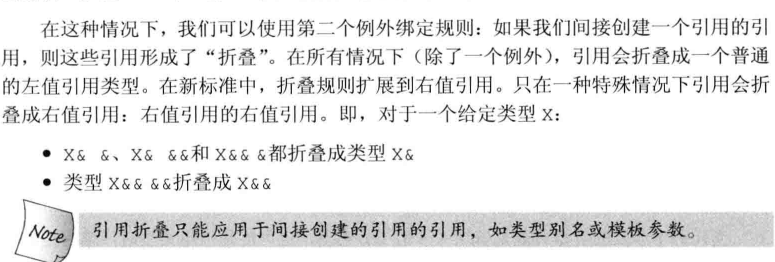 在这种情况下，我们可以使用第二个例外绑定规则：如果我们间接创建一个引用的引
用，则这些引用形成了“折叠”。在所有情况下（除了一个例外），引用会折叠成一个普通
的左值引用类型。在新标准中，折叠规则扩展到右值引用。只在一种特殊情况下引用会折
叠成右值引用：右值引用的右值引用。即，对于一个给定类型 X：
● X& &、X& &&和 X&& &都折叠成类型 X&
● 类型 X&& &&折叠成 X&&
Note 引用折叠只能应用于间接创建的引用的引用，如类型别名或模板参数。